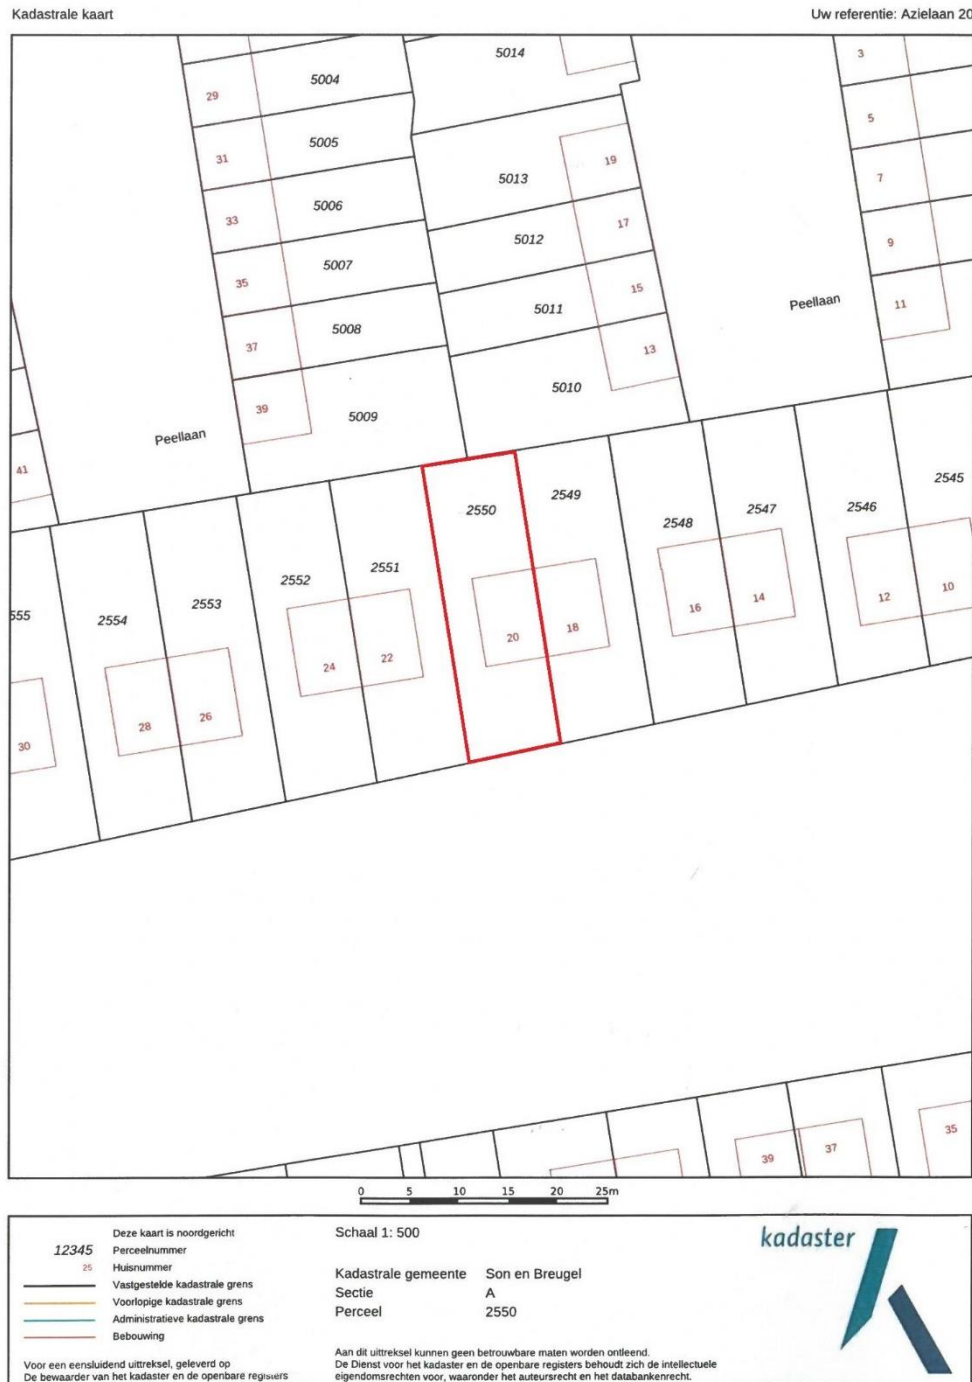 Kadastrale kaart
Uw referentie: Azielaan 20
5014
3
5004
29
5
5005
31
19
5013
7
5006
33
17
5012
9
5007
35
15
5011
Peellaan
11
5008
37
13
5010
39
5009
Peellaan
41
2545
2549
2550
2546
2547
2548
2551
2552
2553
2554
555
10
12
14
16
18
20
22
24
26
28
30
35
37
39
0 5 10 15 20 25m
Deze kaart is noordgericht
12345 Perceelnummer
25 Huisnummer
Vastgestelde kadastrale grens
Voorlopige kadastrale grens
Administratieve kadastrale grens
Bebouwing
Voor een eensluidend uittreksel, geleverd op
De bewaarder van het kadaster en de openbare registers
Schaal 1: 500
Kadastrale gemeente Son en Breugel
Sectie A
Perceel 2550
Aan dit uittreksel kunnen geen betrouwbare maten worden ontleend.
De Dienst voor het kadaster en de openbare registers behoudt zich de intellectuele
eigendomsrechten voor, waaronder het auteursrecht en het databankenrecht.
kadaster